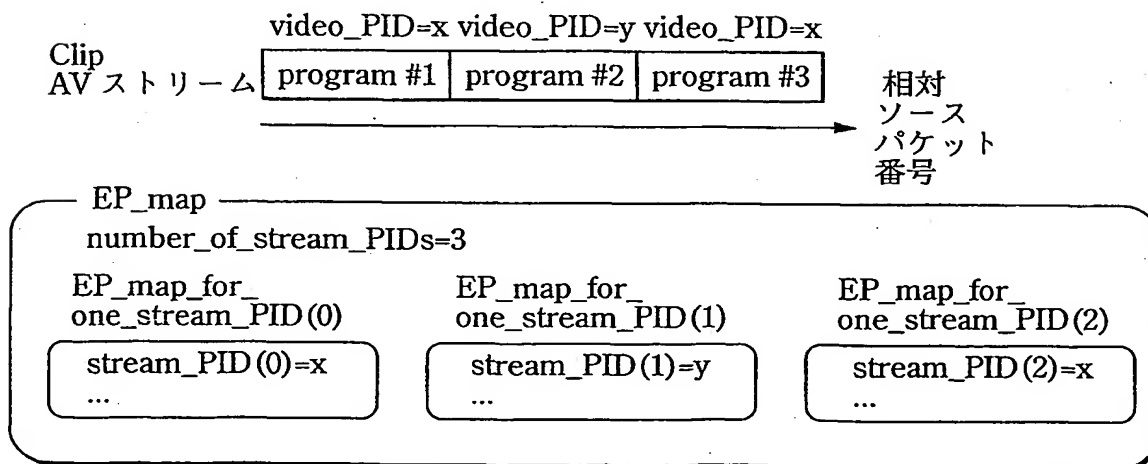 video_PID=x video_PID=y video_PID=x
Clip
AVストリーム
program #1 program #2 program #3
相対
ソース
パケット
番号
EP_map
number_of_stream_PIDs=3
EP_map_for_
one_stream_PID(0)
stream_PID(0)=x
...
EP_map_for_
one_stream_PID(1)
stream_PID(1)=y
...
EP_map_for_
one_stream_PID(2)
stream_PID(2)=x
...